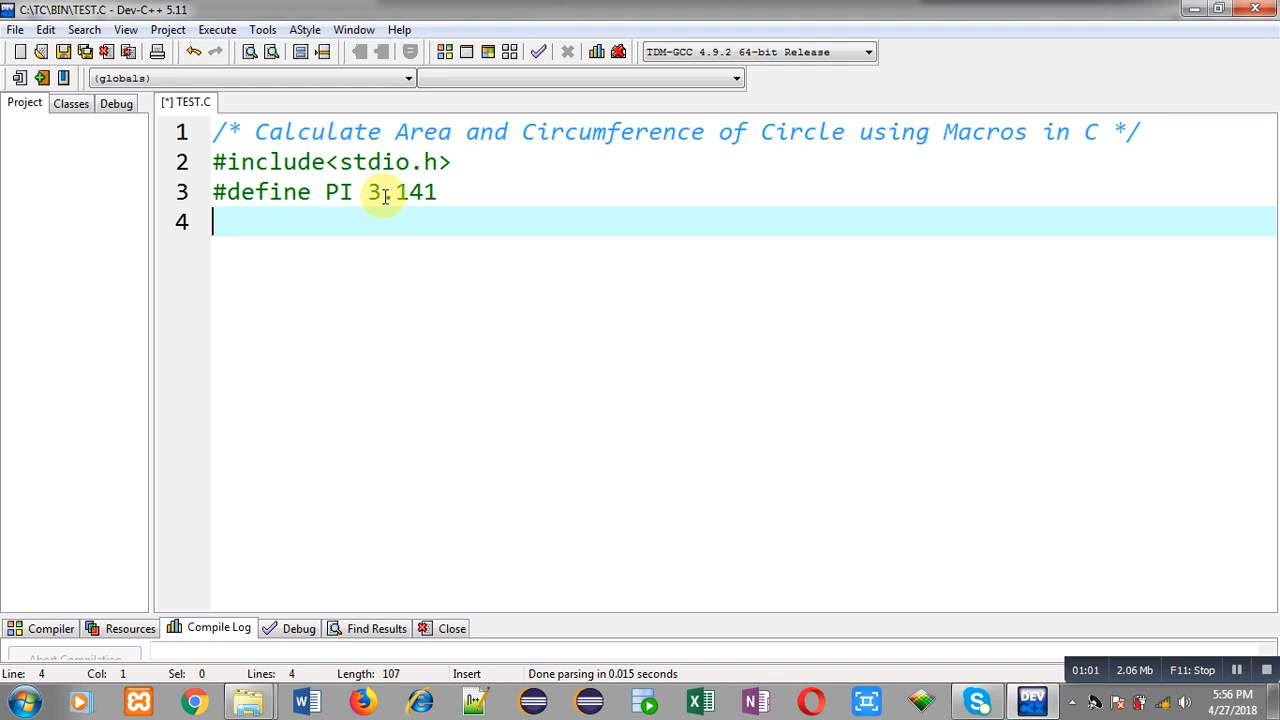 C:\TC\BIN\TEST.C - Dev-C++ 5.11
File Edit Search View Project Execute Tools AStyle Window Help
TDM-GCC 4.9.2 64-bit Release
(globals)
Project Classes Debug [*] TEST.C
1 /* Calculate Area and Circumference of Circle using Macros in C */
2 #include<stdio.h>
3 #define PI 3.141
4
Compiler Resources Compile Log Debug Find Results Close
Abort Compilation
Line: 4 Col: 1 Sel: 0 Lines: 4 Length: 107 Insert Done parsing in 0.015 seconds
01:01 2.06 Mb F11: Stop
DEV
5:56 PM
4/27/2018